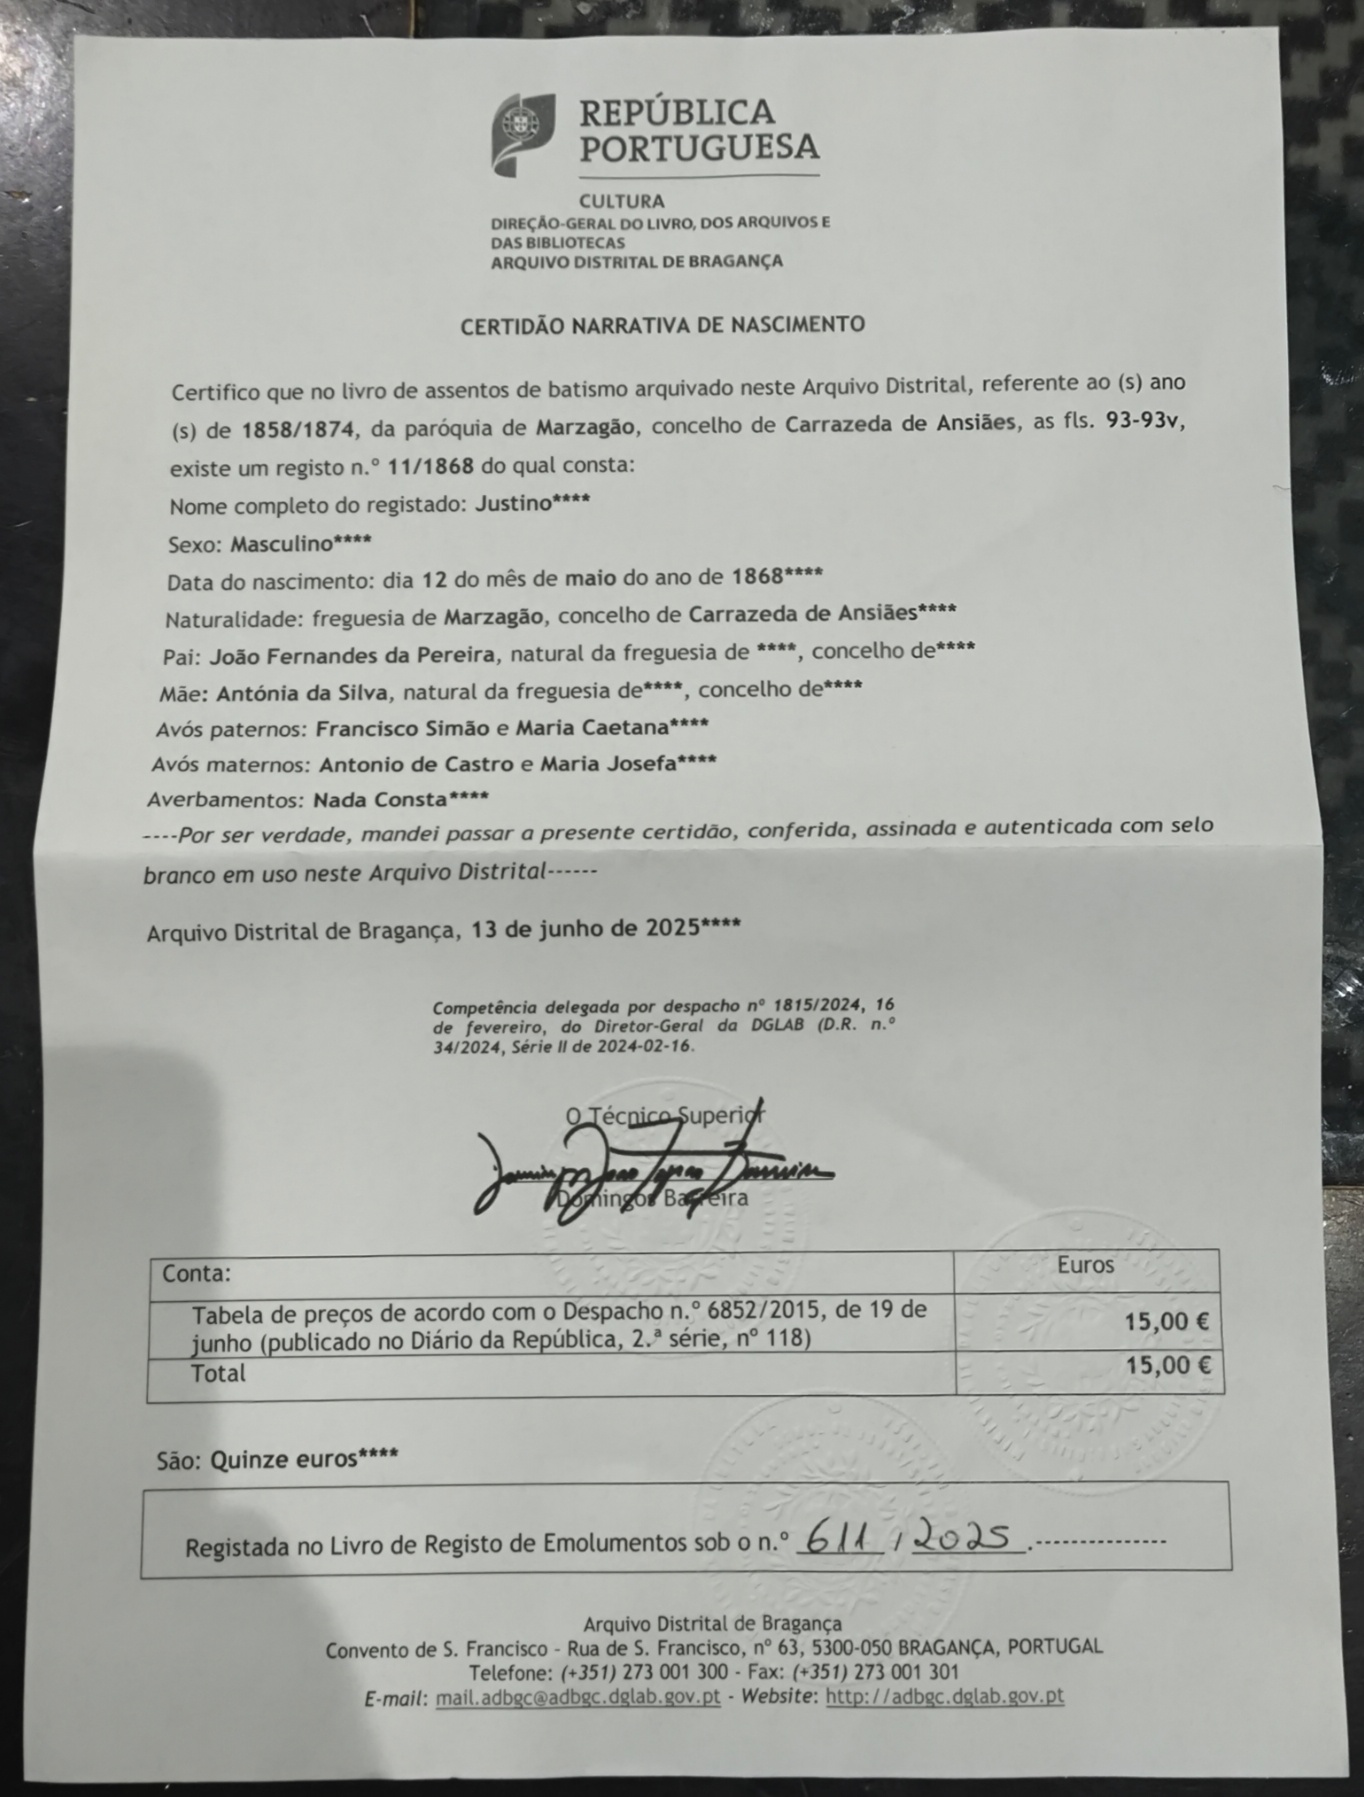 REPÚBLICA
PORTUGUESA
CULTURA
DIREÇÃO-GERAL DO LIVRO, DOS ARQUIVOS E
DAS BIBLIOTECAS
ARQUIVO DISTRITAL DE BRAGANÇA
CERTIDÃO NARRATIVA DE NASCIMENTO
Certifico que no livro de assentos de batismo arquivado neste Arquivo Distrital, referente ao (s) ano
(s) de 1858/1874, da paróquia de Marzagão, concelho de Carrazeda de Ansiães, as fls. 93-93v,
existe um registo n.º 11/1868 do qual consta:
Nome completo do registado: Justino****
Sexo: Masculino****
Data do nascimento: dia 12 do mês de maio do ano de 1868****
Naturalidade: freguesia de Marzagão, concelho de Carrazeda de Ansiães****
Pai: João Fernandes da Pereira, natural da freguesia de ****, concelho de****
Mãe: Antónia da Silva, natural da freguesia de****, concelho de****
Avós paternos: Francisco Simão e Maria Caetana****
Avós maternos: Antonio de Castro e Maria Josefa****
Averbamentos: Nada Consta****
----Por ser verdade, mandei passar a presente certidão, conferida, assinada e autenticada com selo
branco em uso neste Arquivo Distrital------
Arquivo Distrital de Bragança, 13 de junho de 2025****
Competência delegada por despacho nº 1815/2024, 16
de fevereiro, do Diretor-Geral da DGLAB (D.R. n.º
34/2024, Série II de 2024-02-16.
O Técnico Superior
Domingos Barreira
Conta:
Euros
Tabela de preços de acordo com o Despacho n.º 6852/2015, de 19 de
junho (publicado no Diário da República, 2.ª série, nº 118)
15,00 €
Total
15,00 €
São: Quinze euros****
Registada no Livro de Registo de Emolumentos sob o n.º 611 / 2025.---------------
Arquivo Distrital de Bragança
Convento de S. Francisco - Rua de S. Francisco, nº 63, 5300-050 BRAGANÇA, PORTUGAL
Telefone: (+351) 273 001 300 - Fax: (+351) 273 001 301
E-mail: mail.adbgc@adbgc.dglab.gov.pt - Website: http://adbgc.dglab.gov.pt